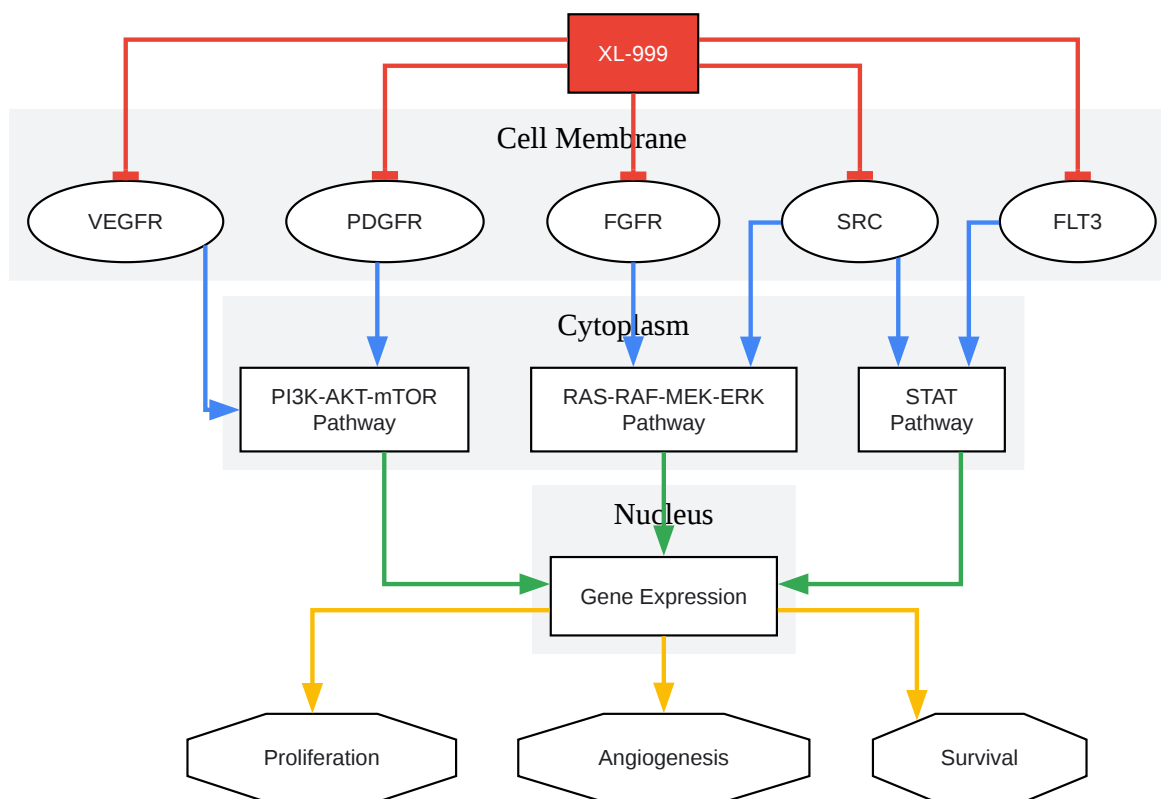 XL-999
Cell Membrane
VEGFR
PDGFR
FGFR
SRC
FLT3
Cytoplasm
PI3K-AKT-mTOR
Pathway
RAS-RAF-MEK-ERK
Pathway
STAT
Pathway
Nucleus
Gene Expression
Proliferation
Angiogenesis
Survival